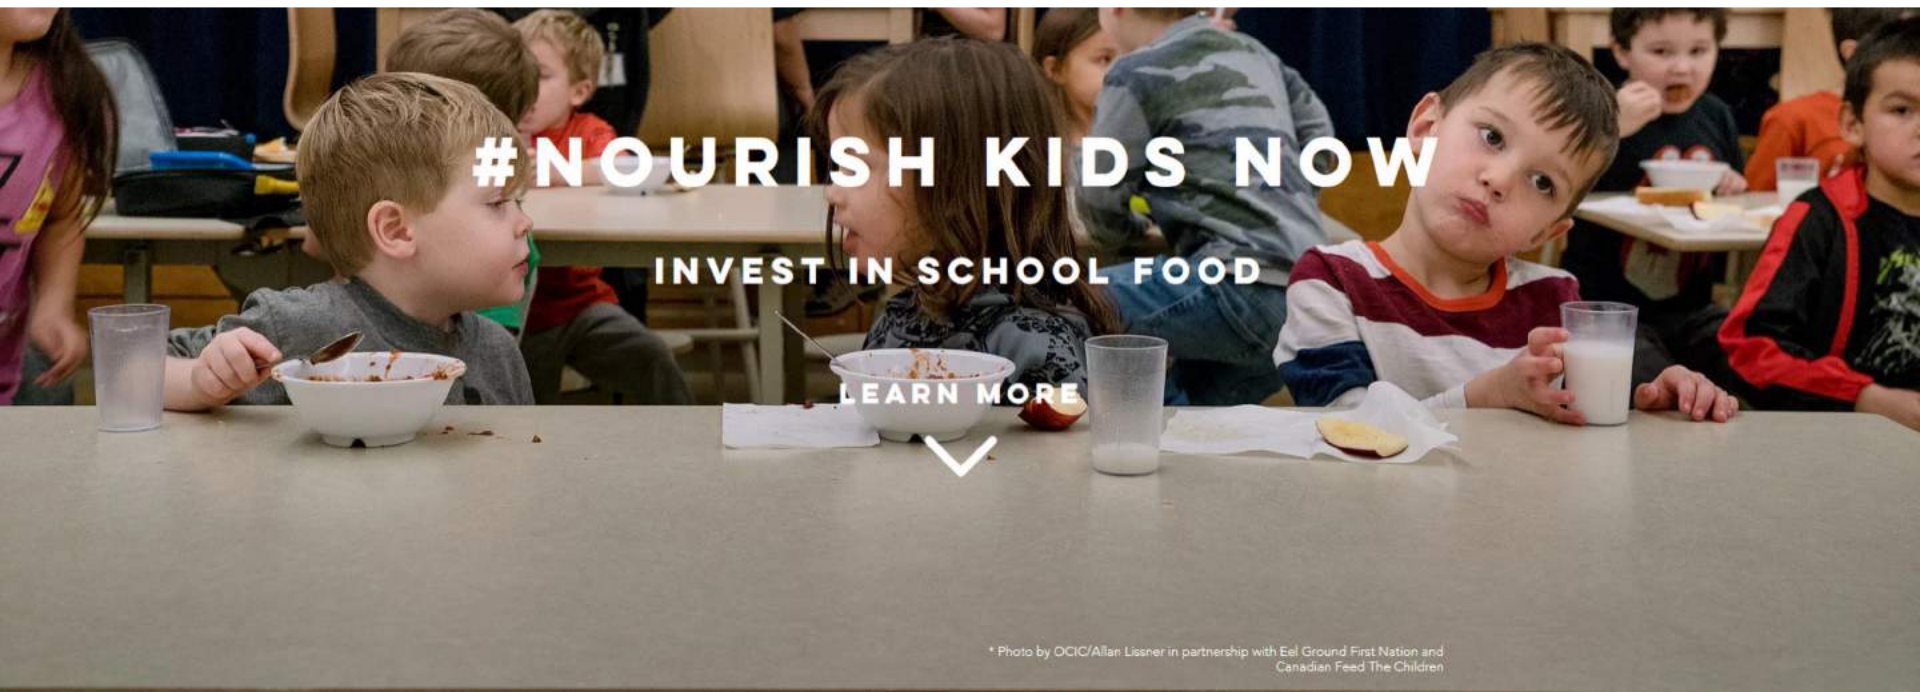 #NOURISH KIDS NOW
INVEST IN SCHOOL FOOD
LEARN MORE
* Photo by OCIC/Allan Lissner in partnership with Eel Ground First Nation and
Canadian Feed The Children